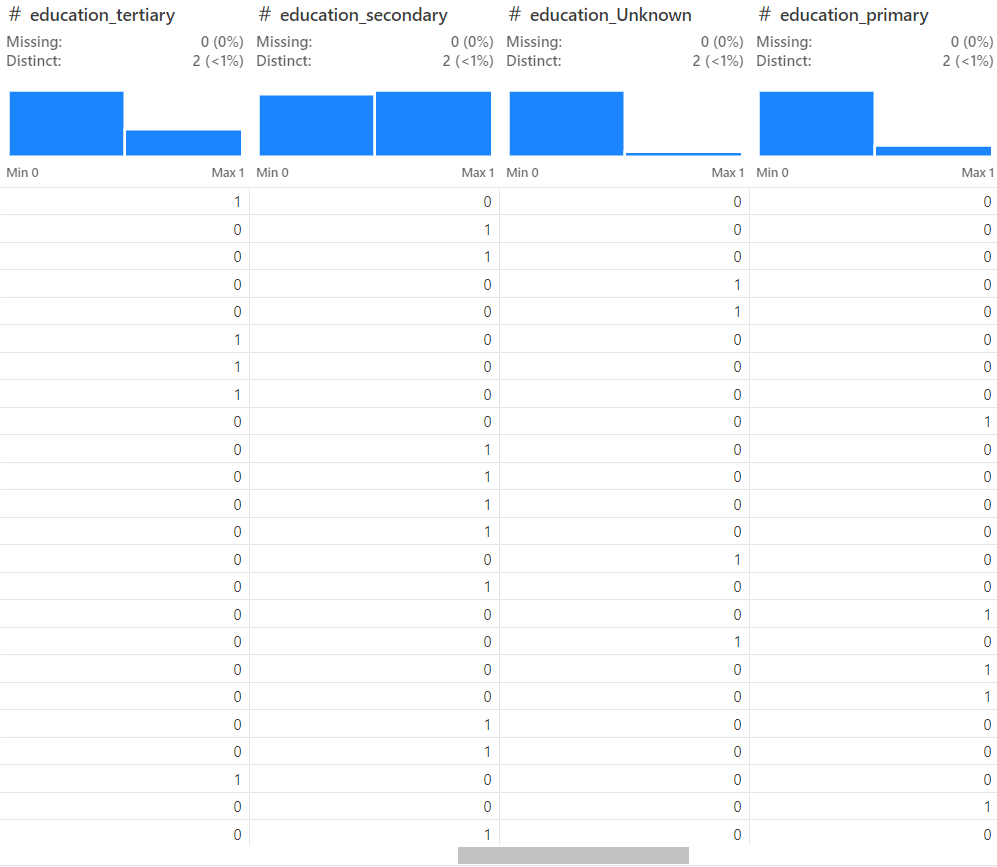 # education_tertiary # education_secondary # education_Unknown # education_primary
Missing: 0 (0%) Missing: 0 (0%) Missing: 0 (0%) Missing: 0 (0%)
Distinct: 2 (<1%) Distinct: 2 (<1%) Distinct: 2 (<1%) Distinct: 2 (<1%)
Min 0 Max 1 Min 0 Max 1 Min 0 Max 1 Min 0 Max 1
1 0 0 0
0 1 0 0
0 1 0 0
0 0 1 0
0 0 1 0
1 0 0 0
1 0 0 0
1 0 0 0
0 0 0 1
0 1 0 0
0 1 0 0
0 1 0 0
0 1 0 0
0 0 1 0
0 1 0 0
0 0 0 1
0 0 1 0
0 0 0 1
0 0 0 1
0 1 0 0
0 1 0 0
1 0 0 0
0 0 0 1
0 1 0 0